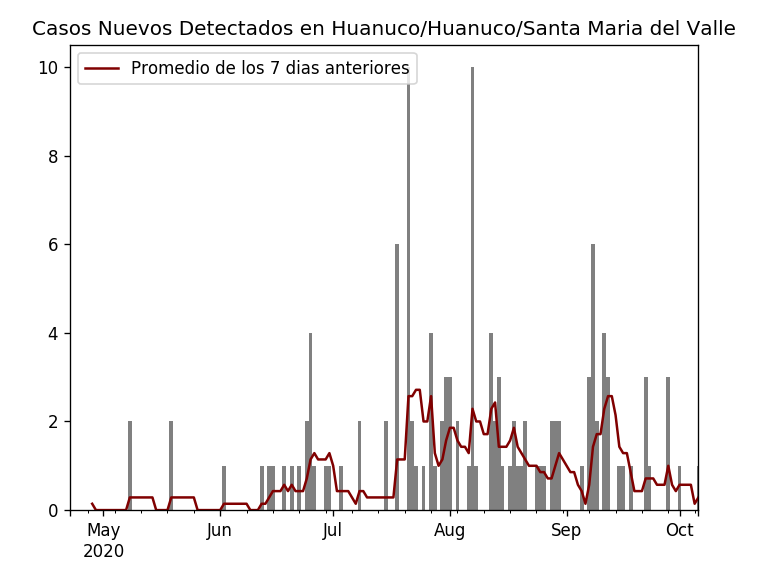 Casos Nuevos Detectados en Huanuco/Huanuco/Santa Maria del Valle
Promedio de los 7 dias anteriores
10
8
6
4
2
0
May Jun Jul Aug Sep Oct
2020